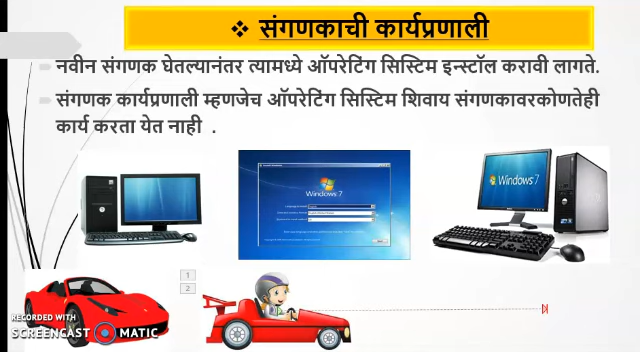 ❖ संगणकाची कार्यप्रणाली
नवीन संगणक घेतल्यानंतर त्यामध्ये ऑपरेटिंग सिस्टिम इन्स्टॉल करावी लागते.
संगणक कार्यप्रणाली म्हणजेच ऑपरेटिंग सिस्टिम शिवाय संगणकावरकोणतेही
कार्य करता येत नाही .
Windows 7
Windows 7
1
2
RECORDED WITH
SCREENCAST MATIC